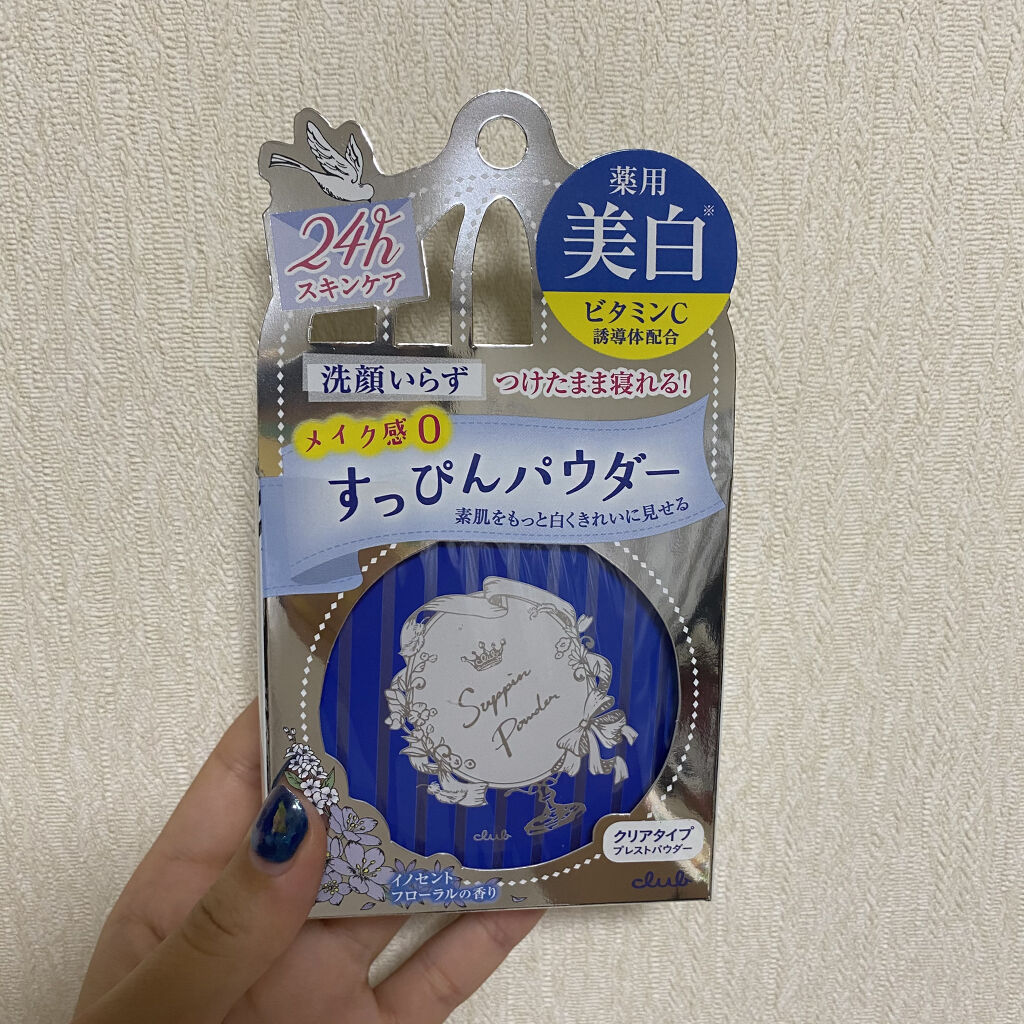 薬用
美白※
ビタミンC
誘導体配合
24h
スキンケア
洗顔いらず
つけたまま寝れる!
メイク感0
すっぴんパウダー
素肌をもっと白くきれいに見せる
Suppin
Powder
club
クリアタイプ
プレストパウダー
club
イノセント
フローラルの香り